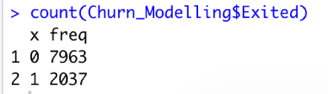 > count(Churn_Modelling$Exited)
x freq
1 0 7963
2 1 2037